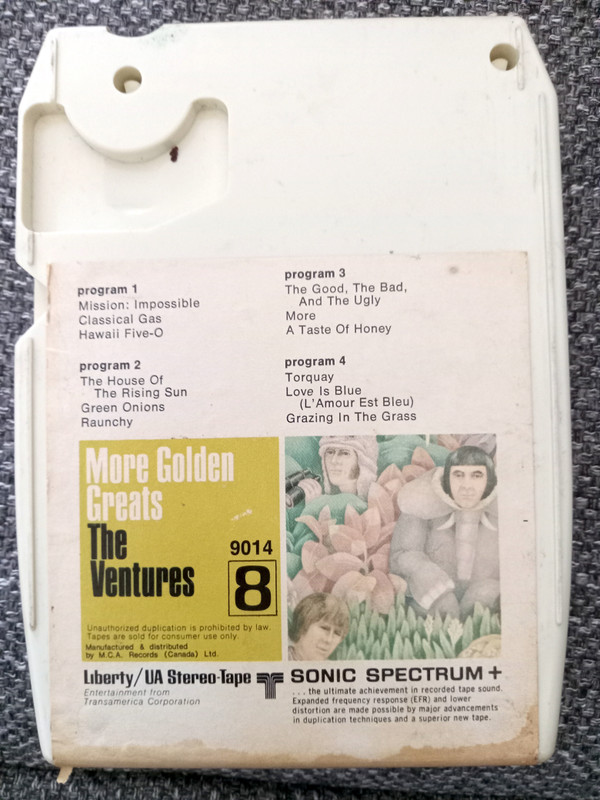 program 1
Mission: Impossible
Classical Gas
Hawaii Five-O
program 2
The House Of
The Rising Sun
Green Onions
Raunchy
program 3
The Good, The Bad,
And The Ugly
More
A Taste Of Honey
program 4
Torquay
Love Is Blue
(L'Amour Est Bleu)
Grazing In The Grass
More Golden
Greats
The
Ventures
9014
8
Unauthorized duplication is prohibited by law.
Tapes are sold for consumer use only.
Manufactured & distributed
by M.C.A. Records (Canada) Ltd.
Liberty/UA Stereo-Tape
Entertainment from
Transamerica Corporation
SONIC SPECTRUM+
...the ultimate achievement in recorded tape sound.
Expanded frequency response (EFR) and lower
distortion are made possible by major advancements
in duplication techniques and a superior new tape.